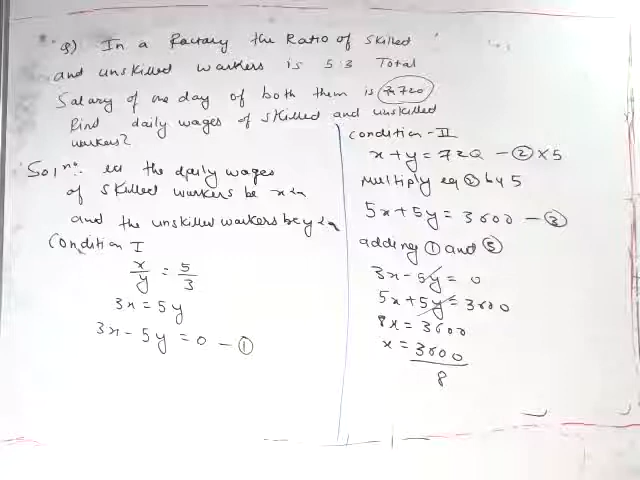 Q) In a Factory the Ratio of skilled
and unskilled workers is 5 3 Total
Salary of one day of both them is 720
Find daily wages of skilled and unskilled
workers?
Solⁿ: the daily wages
of skilled workers be x
and the unskilled workers be y
Condition I
x/y = 5/3
3x = 5y
3x - 5y = 0 - ①
Condition - II
x + y = 720 - ② × 5
Multiply eq ② by 5
5x + 5y = 3600 - ③
adding ① and ③
3x - 5y = 0
5x + 5y = 3600
8x = 3600
x = 3600
8